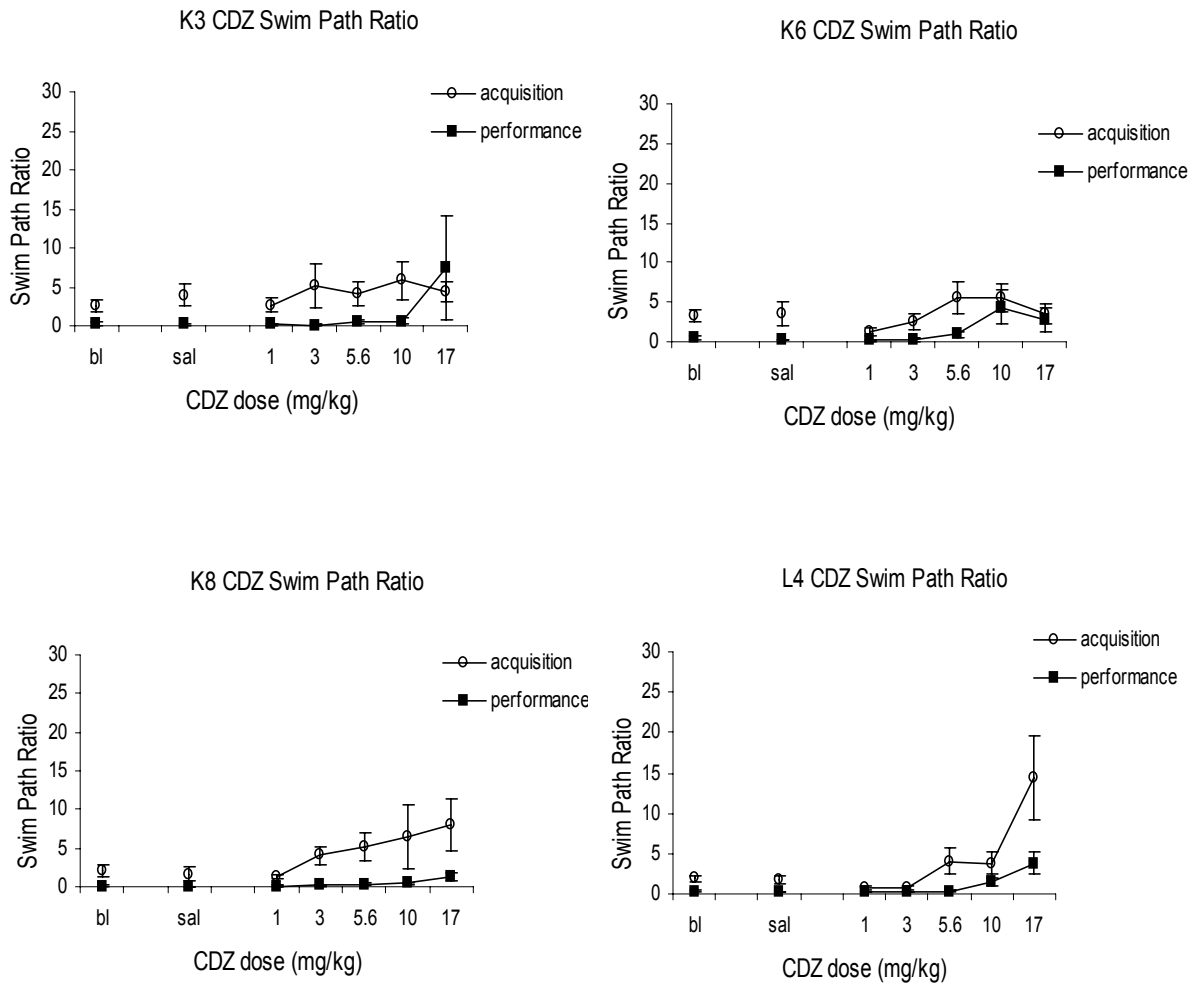 K3 CDZ Swim Path Ratio
acquisition
performance
Swim Path Ratio
30
25
20
15
10
5
0
bl sal 1 3 5.6 10 17
CDZ dose (mg/kg)
K6 CDZ Swim Path Ratio
acquisition
performance
Swim Path Ratio
30
25
20
15
10
5
0
bl sal 1 3 5.6 10 17
CDZ dose (mg/kg)
K8 CDZ Swim Path Ratio
acquisition
performance
Swim Path Ratio
30
25
20
15
10
5
0
bl sal 1 3 5.6 10 17
CDZ dose (mg/kg)
L4 CDZ Swim Path Ratio
acquisition
performance
Swim Path Ratio
30
25
20
15
10
5
0
bl sal 1 3 5.6 10 17
CDZ dose (mg/kg)